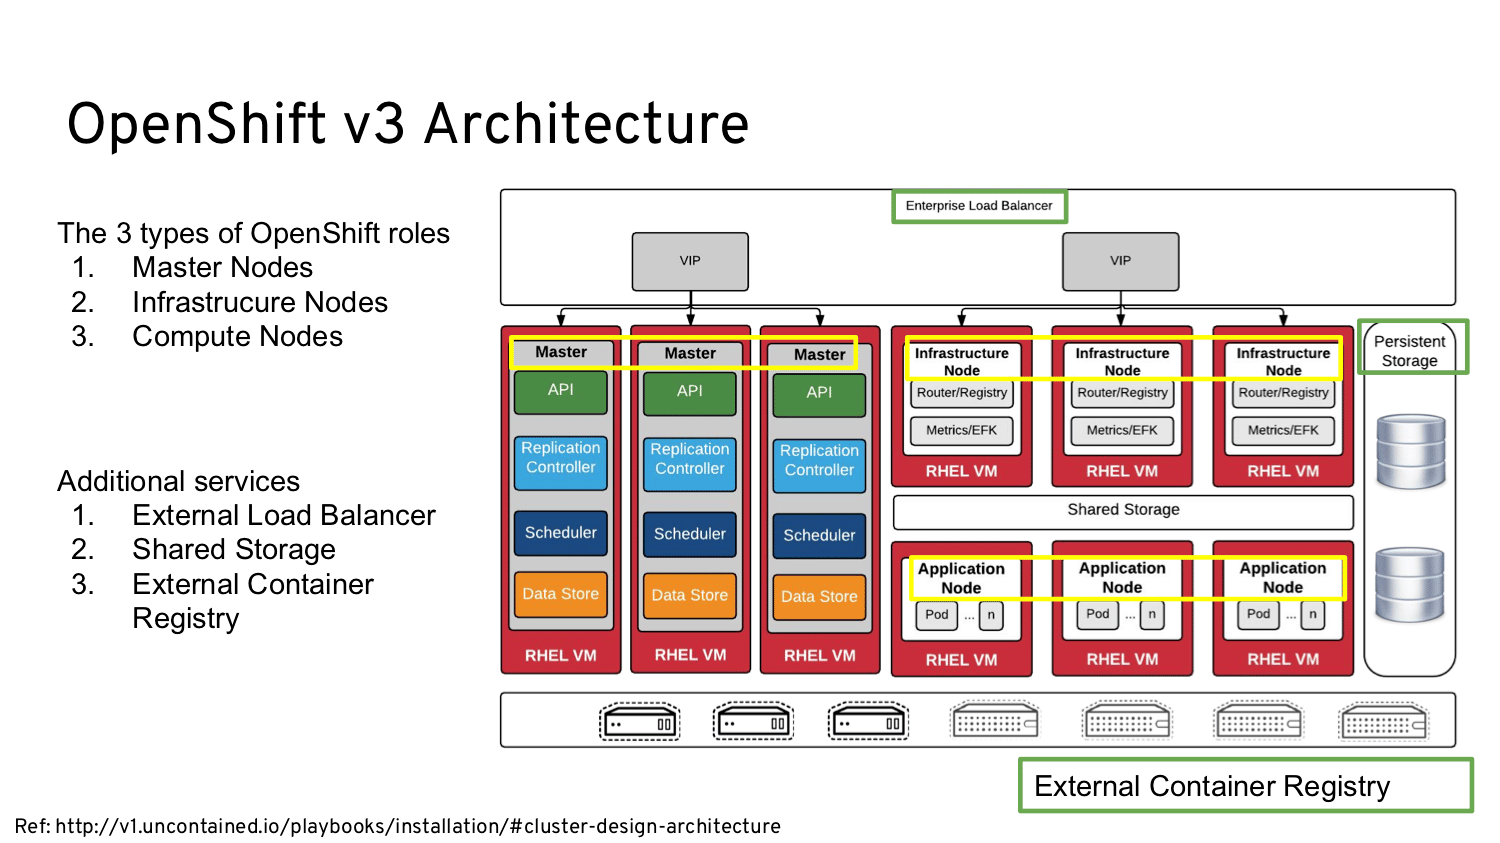 OpenShift v3 Architecture
The 3 types of OpenShift roles
1. Master Nodes
2. Infrastrucure Nodes
3. Compute Nodes
Additional services
1. External Load Balancer
2. Shared Storage
3. External Container
Registry
Enterprise Load Balancer
VIP
VIP
Master
API
Replication
Controller
Scheduler
Data Store
RHEL VM
Master
API
Replication
Controller
Scheduler
Data Store
RHEL VM
Master
API
Replication
Controller
Scheduler
Data Store
RHEL VM
Infrastructure
Node
Router/Registry
Metrics/EFK
RHEL VM
Infrastructure
Node
Router/Registry
Metrics/EFK
RHEL VM
Infrastructure
Node
Router/Registry
Metrics/EFK
RHEL VM
Persistent
Storage
Shared Storage
Application
Node
Pod ... n
RHEL VM
Application
Node
Pod ... n
RHEL VM
Application
Node
Pod ... n
RHEL VM
External Container Registry
Ref: http://v1.uncontained.io/playbooks/installation/#cluster-design-architecture